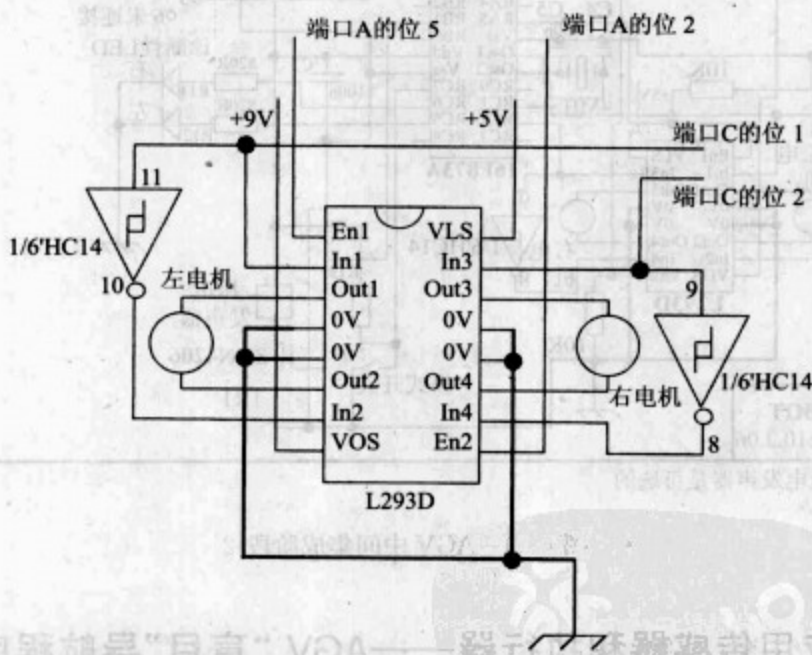 端口A的位 5
端口A的位 2
+9V
+5V
端口C的位 1
端口C的位 2
11
1/6'HC14
10
左电机
En1
In1
Out1
0V
0V
Out2
In2
VOS
VLS
In3
Out3
0V
0V
Out4
In4
En2
L293D
9
1/6'HC14
右电机
8